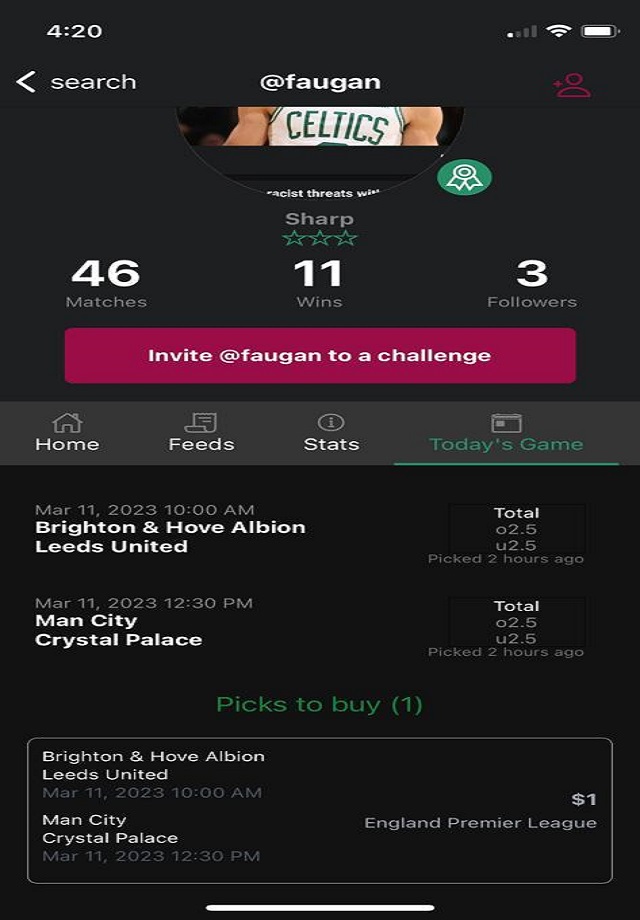 4:20
search
@faugan
CELTICS
racist threats with
Sharp
46
11
3
Matches
Wins
Followers
Invite @faugan to a challenge
Home
Feeds
Stats
Today's Game
Mar 11, 2023 10:00 AM
Brighton & Hove Albion
Leeds United
Total
o2.5
u2.5
Picked 2 hours ago
Mar 11, 2023 12:30 PM
Man City
Crystal Palace
Total
o2.5
u2.5
Picked 2 hours ago
Picks to buy (1)
Brighton & Hove Albion
Leeds United
Mar 11, 2023 10:00 AM
Man City
Crystal Palace
Mar 11, 2023 12:30 PM
$1
England Premier League